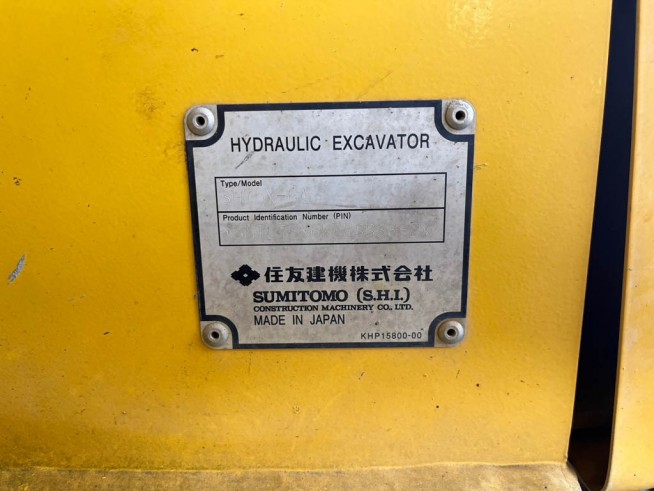 HYDRAULIC EXCAVATOR
Type/Model
Product Identification Number (PIN)
住友建機株式会社
SUMITOMO (S.H.I.)
CONSTRUCTION MACHINERY CO., LTD.
MADE IN JAPAN
KHP15800-00